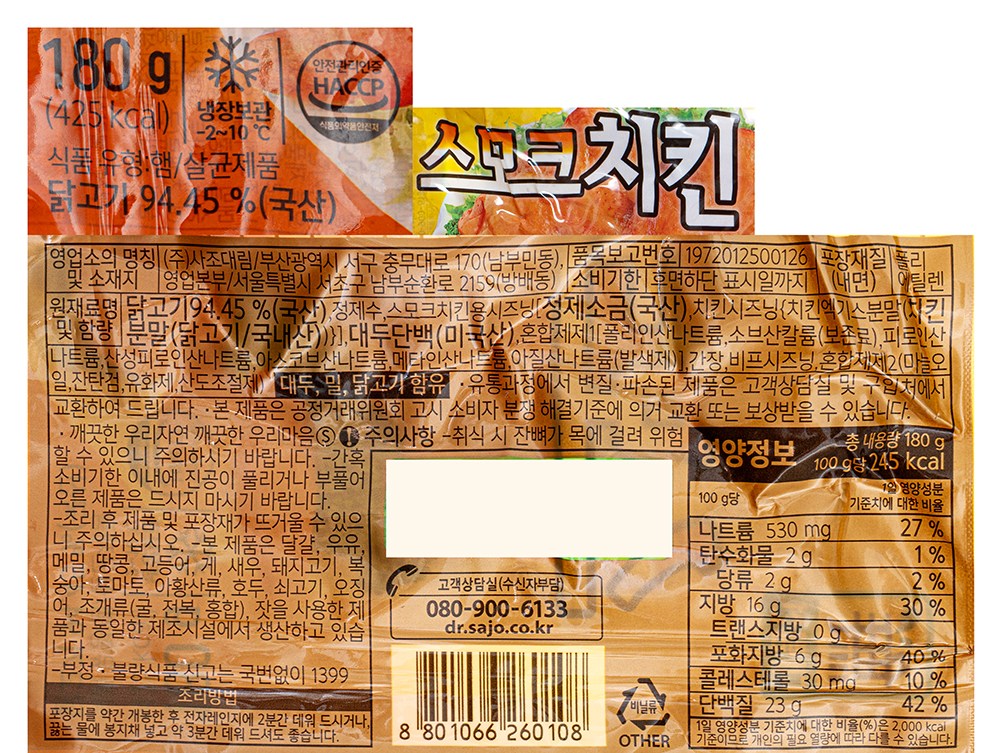 180 g
(425 kcal)
냉장보관
-2~10 ℃
안전관리인증
HACCP
식품의약품안전처
식품 유형:햄/살균제품
닭고기 94.45 %(국산)
스모크치킨
영업소의 명칭 및 소재지
(주)사조대림/부산광역시 서구 충무대로 170(남부민동),
영업본부/서울특별시 서초구 남부순환로 2159(방배동)
품목보고번호 1972012500126
소비기한 후면하단 표시일까지
포장재질 폴리
(내면) 에틸렌
원재료명 및 함량
닭고기94.45 %(국산), 정제수, 스모크치킨용시즈닝[정제소금(국산), 치킨시즈닝{치킨엑기스분말(치킨
분말(닭고기/국내산))}], 대두단백(미국산), 혼합제제1[폴리인산나트륨, 소브산칼륨(보존료), 피로인산
나트륨, 산성피로인산나트륨, 아스코브산나트륨, 메타인산나트륨, 아질산나트륨(발색제)], 간장, 비프시즈닝, 혼합제제2(마늘오
일, 잔탄검, 유화제, 산도조절제) 대두, 밀, 닭고기 함유 ·유통과정에서 변질·파손된 제품은 고객상담실 및 구입처에서
교환하여 드립니다. ·본 제품은 공정거래위원회 고시 소비자 분쟁 해결기준에 의거 교환 또는 보상받을 수 있습니다.
·깨끗한 우리자연 깨끗한 우리마음Ⓢ 주의사항 -취식 시 잔뼈가 목에 걸려 위험
할 수 있으니 주의하시기 바랍니다. -가혹
소비기한 이내에 진공이 풀리거나 부풀어
오른 제품은 드시지 마시기 바랍니다.
-조리 후 제품 및 포장재가 뜨거울 수 있으
니 주의하십시오. -본 제품은 달걀, 우유,
메밀, 땅콩, 고등어, 게, 새우, 돼지고기, 복
숭아, 토마토, 아황산류, 호두, 쇠고기, 오징
어, 조개류(굴, 전복, 홍합), 잣을 사용한 제
품과 동일한 제조시설에서 생산하고 있습
니다.
-부정·불량식품 신고는 국번없이 1399
조리방법
포장지를 약간 개봉한 후 전자레인지에 2분간 데워 드시거나,
끓는 물에 봉지채 넣고 약 3분간 데워 드셔도 좋습니다.
고객상담실(수신자부담)
080-900-6133
dr.sajo.co.kr
8 801066 260108
비닐류
OTHER
영양정보
총 내용량 180 g
100 g당 245 kcal
100 g당
1일 영양성분
기준치에 대한 비율
나트륨 530 mg 27 %
탄수화물 2 g 1 %
당류 2 g 2 %
지방 16 g 30 %
트랜스지방 0 g
포화지방 6 g 40 %
콜레스테롤 30 mg 10 %
단백질 23 g 42 %
1일 영양성분 기준치에 대한 비율(%)은 2,000 kcal
기준이므로 개인의 필요 열량에 따라 다를 수 있습니다.